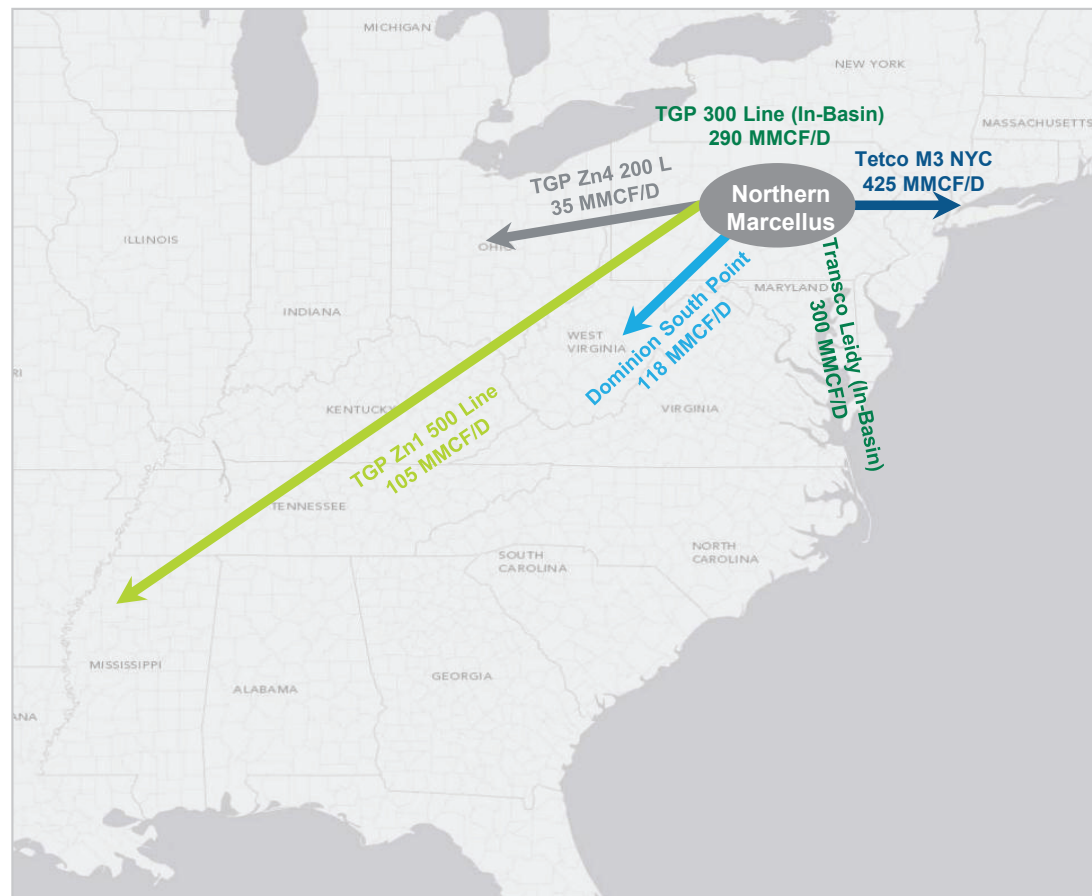 MICHIGAN
NEW YORK
TGP 300 Line (In-Basin)
290 MMCF/D
MASSACHUSETTS
Tetco M3 NYC
425 MMCF/D
TGP Zn4 200 L
35 MMCF/D
Northern
Marcellus
ILLINOIS
OHIO
Transco Leidy (In-Basin)
300 MMCF/D
MARYLAND
INDIANA
Dominion South Point
118 MMCF/D
WEST
VIRGINIA
RI
KENTUCKY
VIRGINIA
TGP Zn1 500 Line
105 MMCF/D
TENNESSEE
NORTH
CAROLINA
SOUTH
CAROLINA
MISSISSIPPI
ALABAMA
GEORGIA
ANA